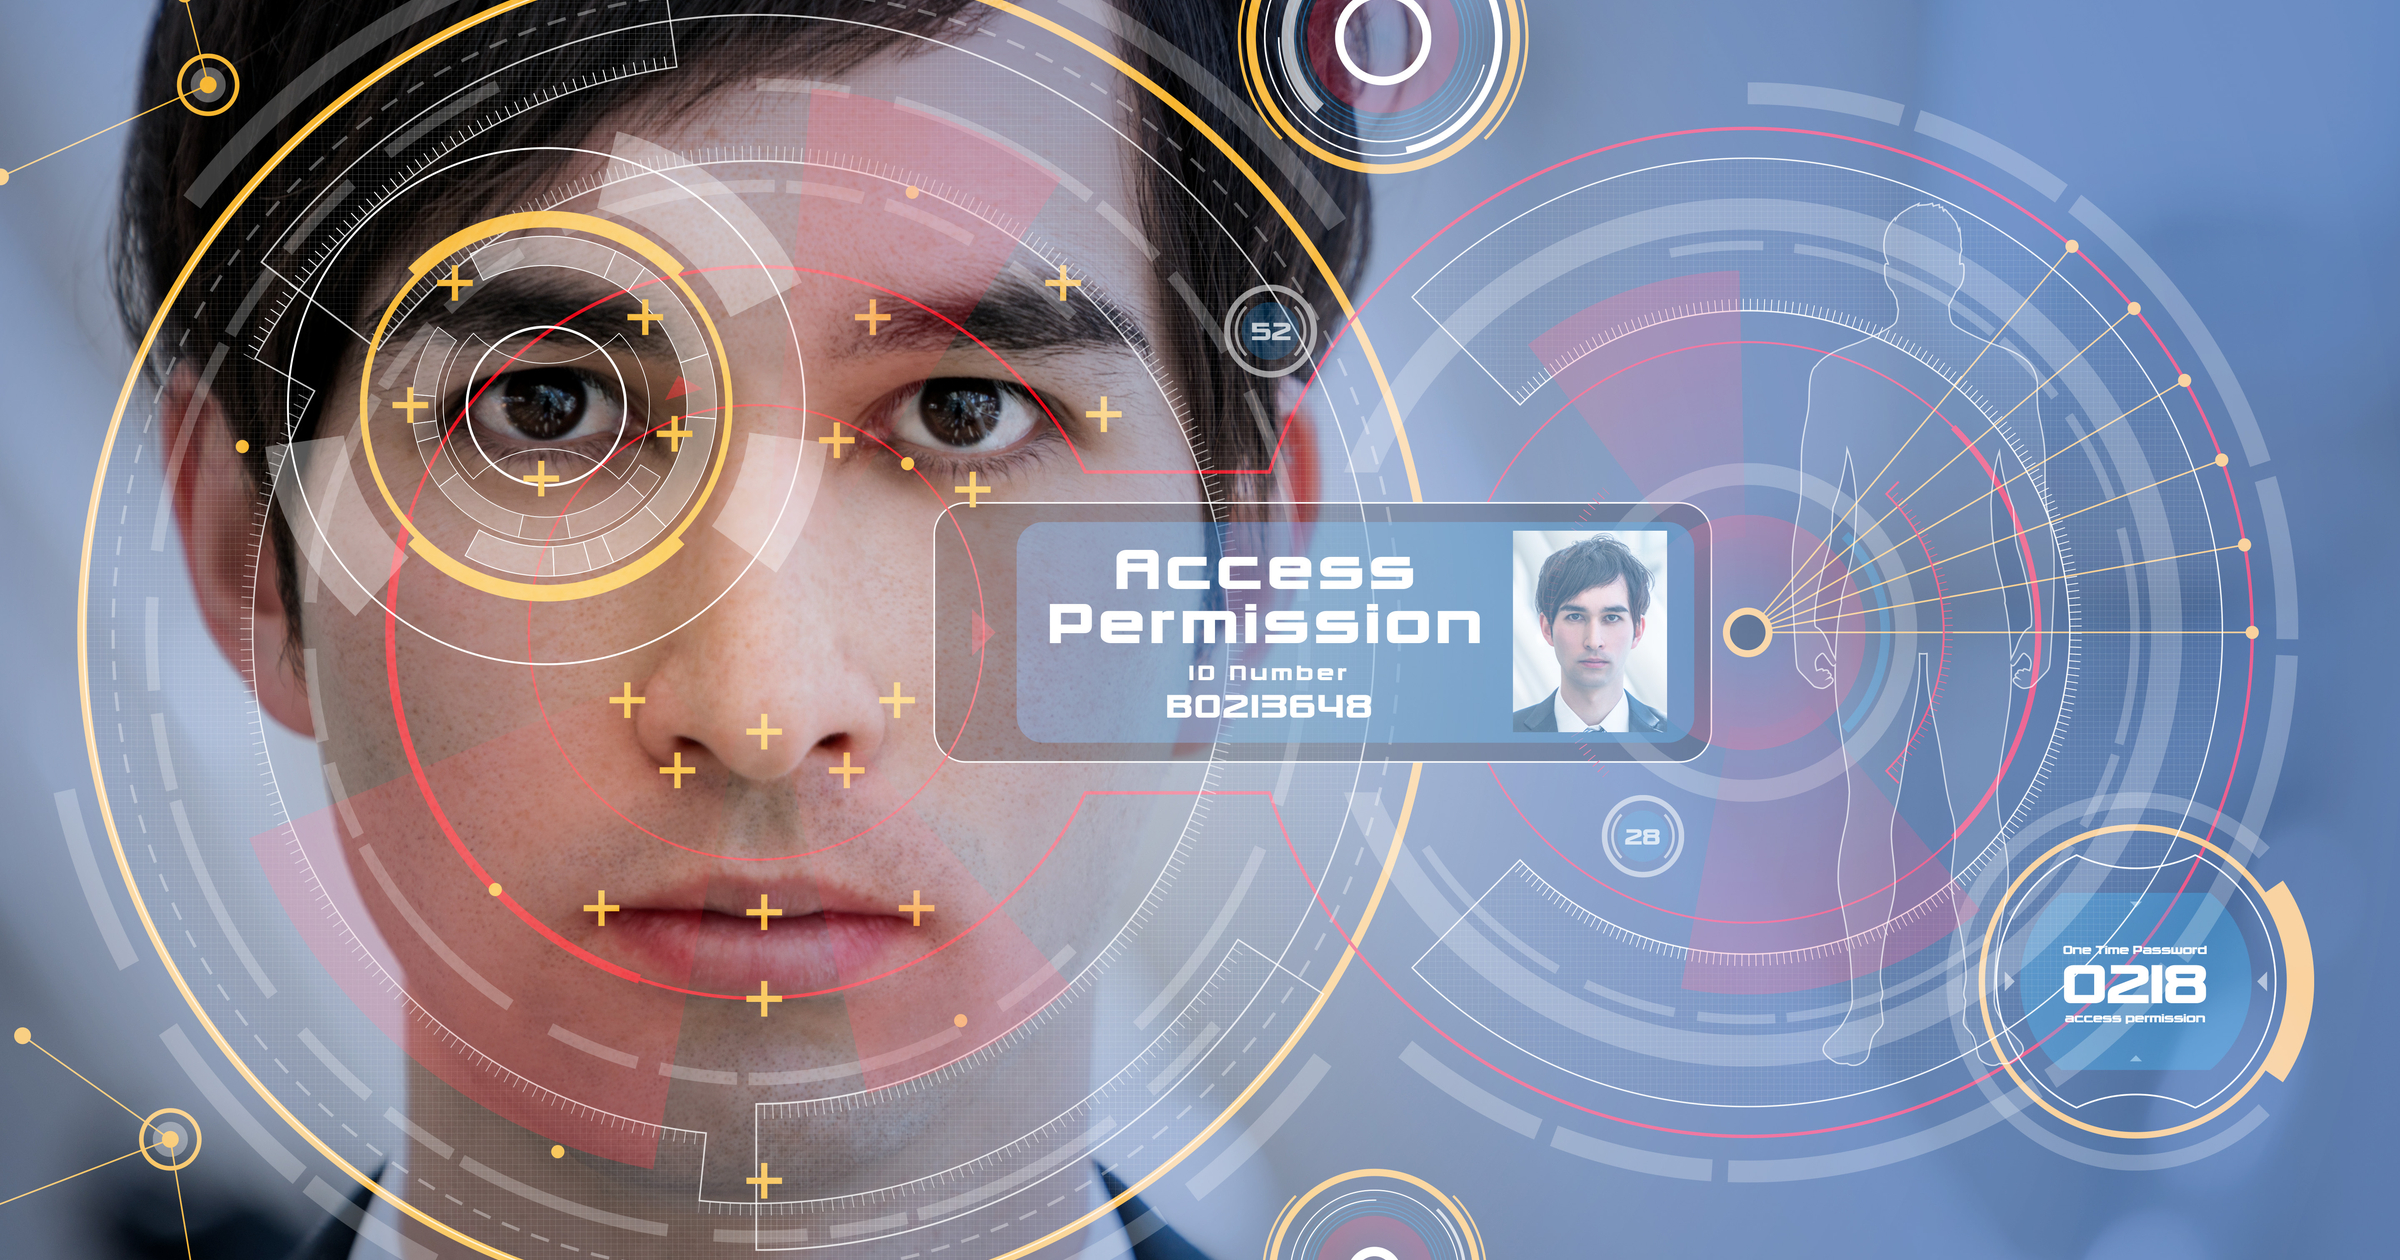 52
Access
Permission
ID Number
B0213648
28
One Time Password
0218
access permission